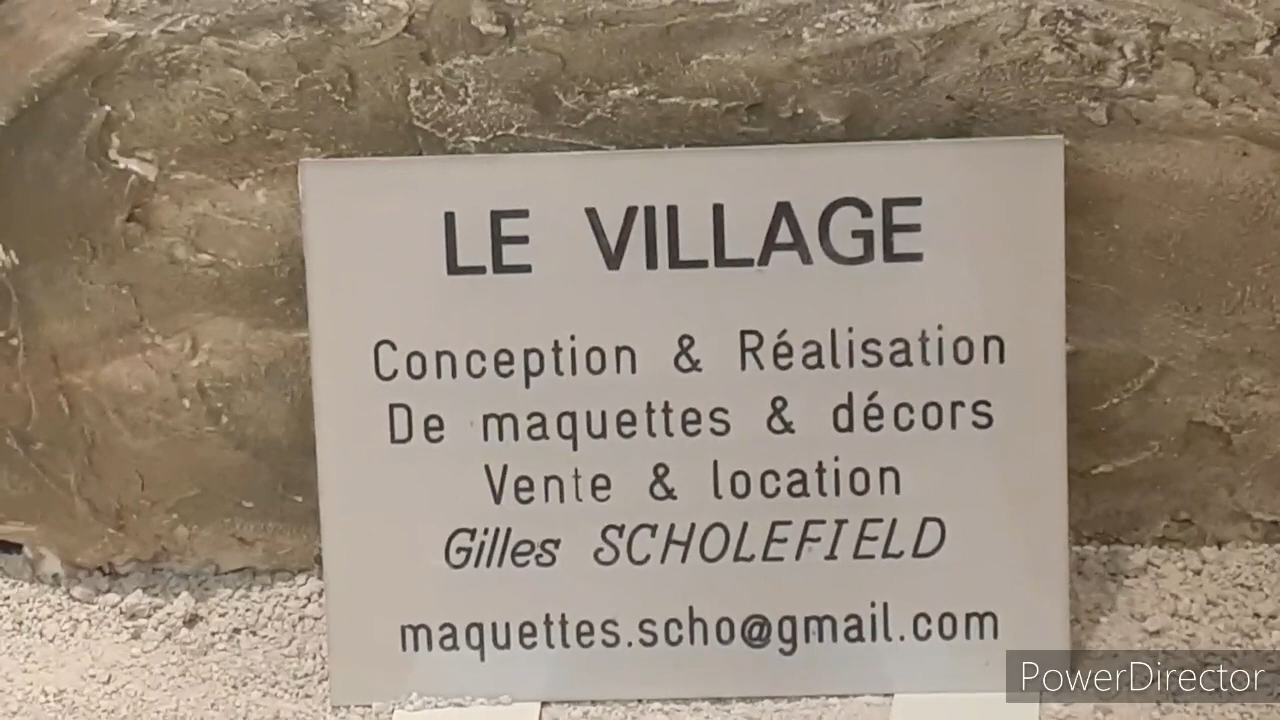 LE VILLAGE
Conception & Réalisation
De maquettes & décors
Vente & location
Gilles SCHOLEFIELD
maquettes.scho@gmail.com
PowerDirector